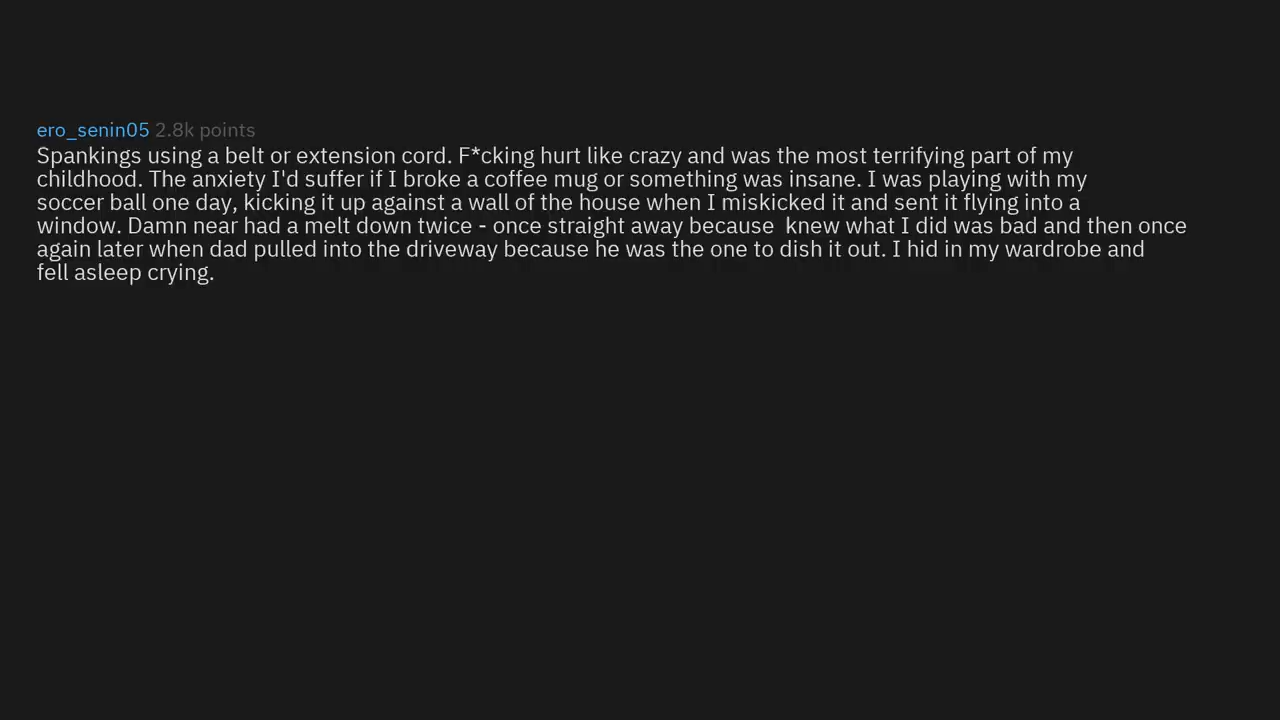 ero_senin05 2.8k points
Spankings using a belt or extension cord. F*cking hurt like crazy and was the most terrifying part of my
childhood. The anxiety I'd suffer if I broke a coffee mug or something was insane. I was playing with my
soccer ball one day, kicking it up against a wall of the house when I miskicked it and sent it flying into a
window. Damn near had a melt down twice - once straight away because  knew what I did was bad and then once
again later when dad pulled into the driveway because he was the one to dish it out. I hid in my wardrobe and
fell asleep crying.